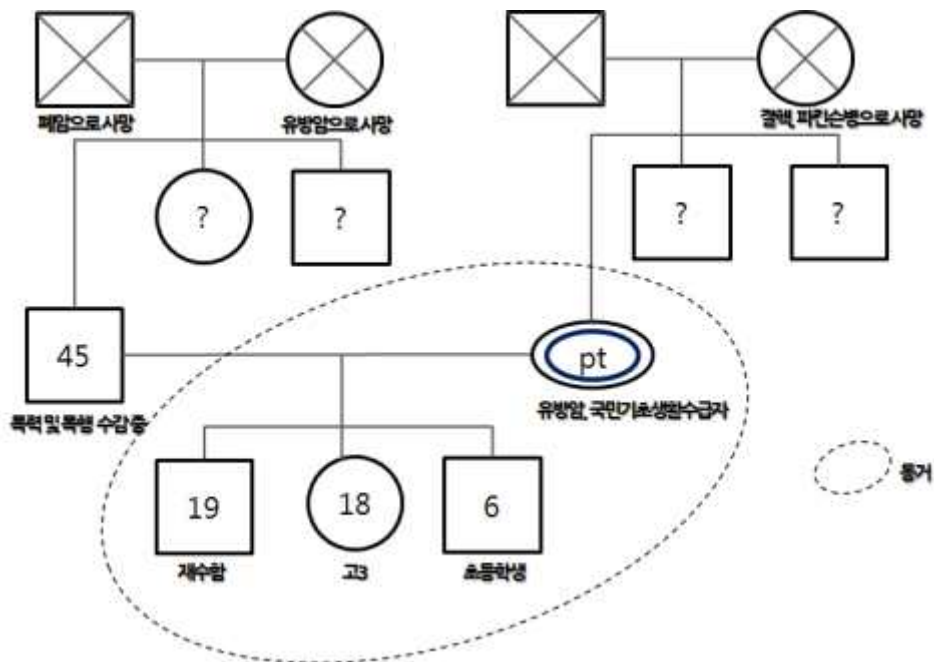 폐암으로 사망
유방암으로 사망
결핵, 파킨슨병으로 사망
?
?
?
?
45
pt
폭력 및 폭행 수감 중
유방암, 국민기초생활수급자
19
18
6
동거
재수함
고3
초등학생